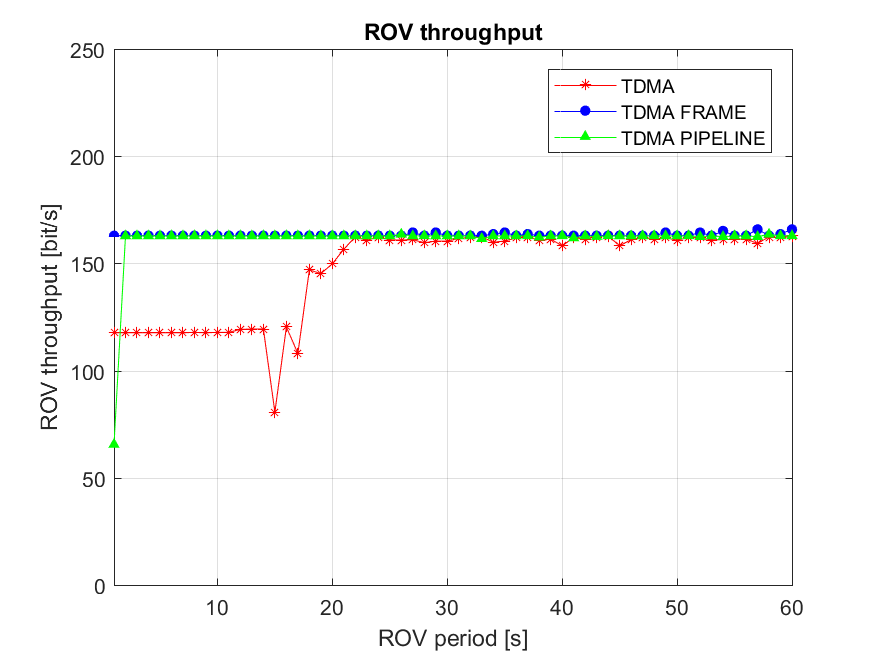 ROV throughput
250
200
150
100
50
0
ROV throughput [bit/s]
TDMA
TDMA FRAME
TDMA PIPELINE
10 20 30 40 50 60
ROV period [s]